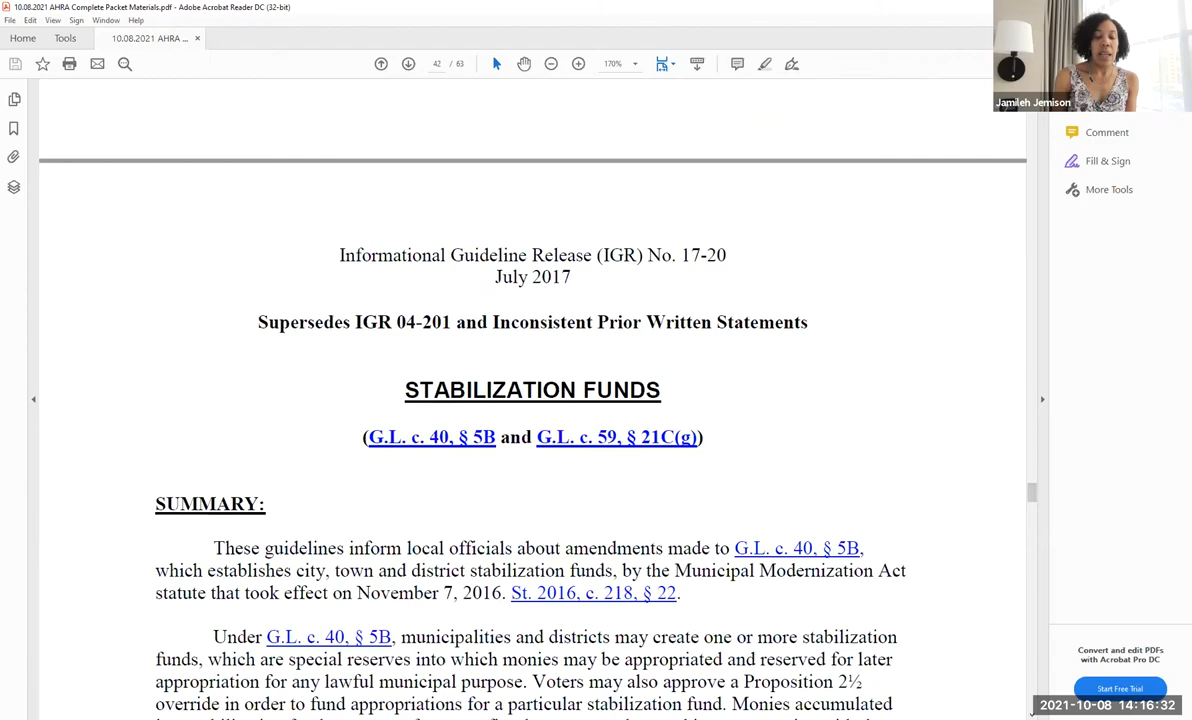 10.08.2021 AHRA Complete Packet Materials.pdf - Adobe Acrobat Reader DC (32-bit)
File Edit View Sign Window Help
Home Tools 10.08.2021 AHRA ... ×
42 / 63 170%
Jamileh Jemison
Comment
Fill & Sign
More Tools
Informational Guideline Release (IGR) No. 17-20
July 2017
Supersedes IGR 04-201 and Inconsistent Prior Written Statements
STABILIZATION FUNDS
(G.L. c. 40, § 5B and G.L. c. 59, § 21C(g))
SUMMARY:
These guidelines inform local officials about amendments made to G.L. c. 40, § 5B,
which establishes city, town and district stabilization funds, by the Municipal Modernization Act
statute that took effect on November 7, 2016. St. 2016, c. 218, § 22.
Under G.L. c. 40, § 5B, municipalities and districts may create one or more stabilization
funds, which are special reserves into which monies may be appropriated and reserved for later
appropriation for any lawful municipal purpose. Voters may also approve a Proposition 2½
override in order to fund appropriations for a particular stabilization fund. Monies accumulated
Convert and edit PDFs
with Acrobat Pro DC
Start Free Trial
2021-10-08 14:16:32